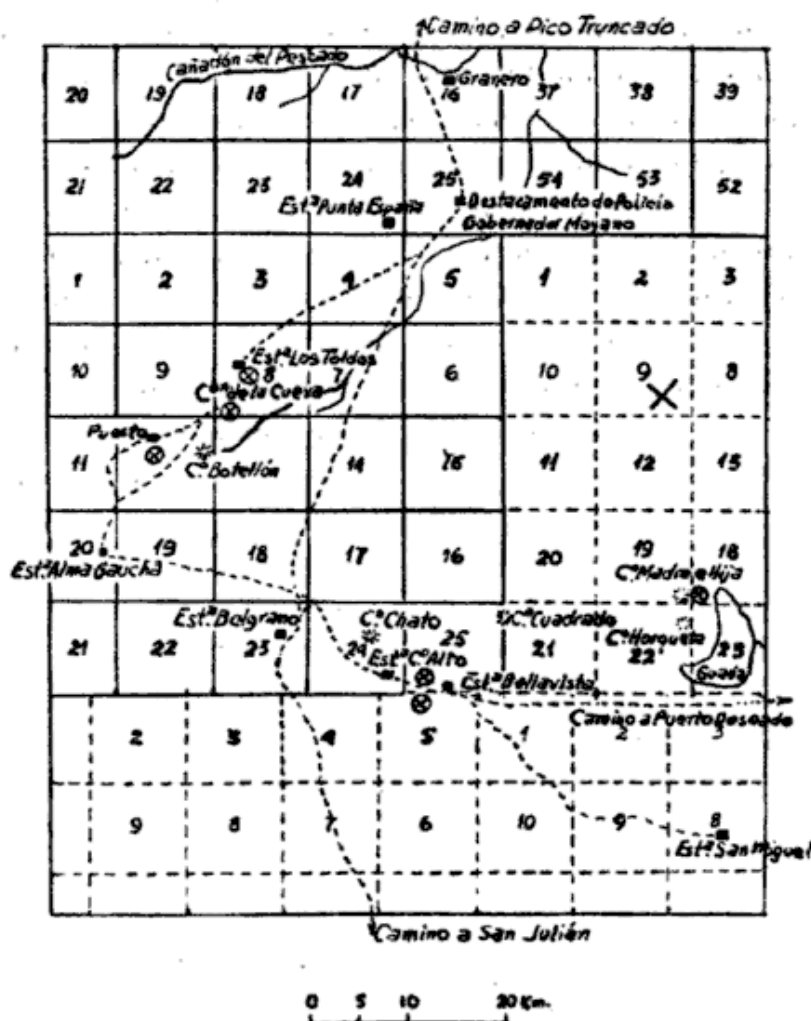 Camino a Pico Truncado
Cañadón del Pescado
20 19 18 17 16 Granero 37 38 39
21 22 23 24 25 54 53 52
Est.ª Punta España
Destacamento de Policía
Gobernador Moyano
1 2 3 4 5 1 2 3
10 9 Est.ª Los Toldos 8 7 6 10 9 8
C.ón de la Cueva
Puesto
11 C.º Botellón 14 15 11 12 13
20 19 18 17 16 20 19 18
Est.ª Alma Gaucha
C.º Madre e Hija
Est.ª Belgrano C.º Chato C.º Cuadrado
C.º Horqueta
21 22 23 24 25 21 22 23
Est.ª C.º Alto
Guada
Est.ª Bellavista
Camino a Puerto Deseado
2 3 4 5 1 2 3
9 8 7 6 10 9 8
Est.ª San Miguel
Camino a San Julián
0 5 10 20 Km.